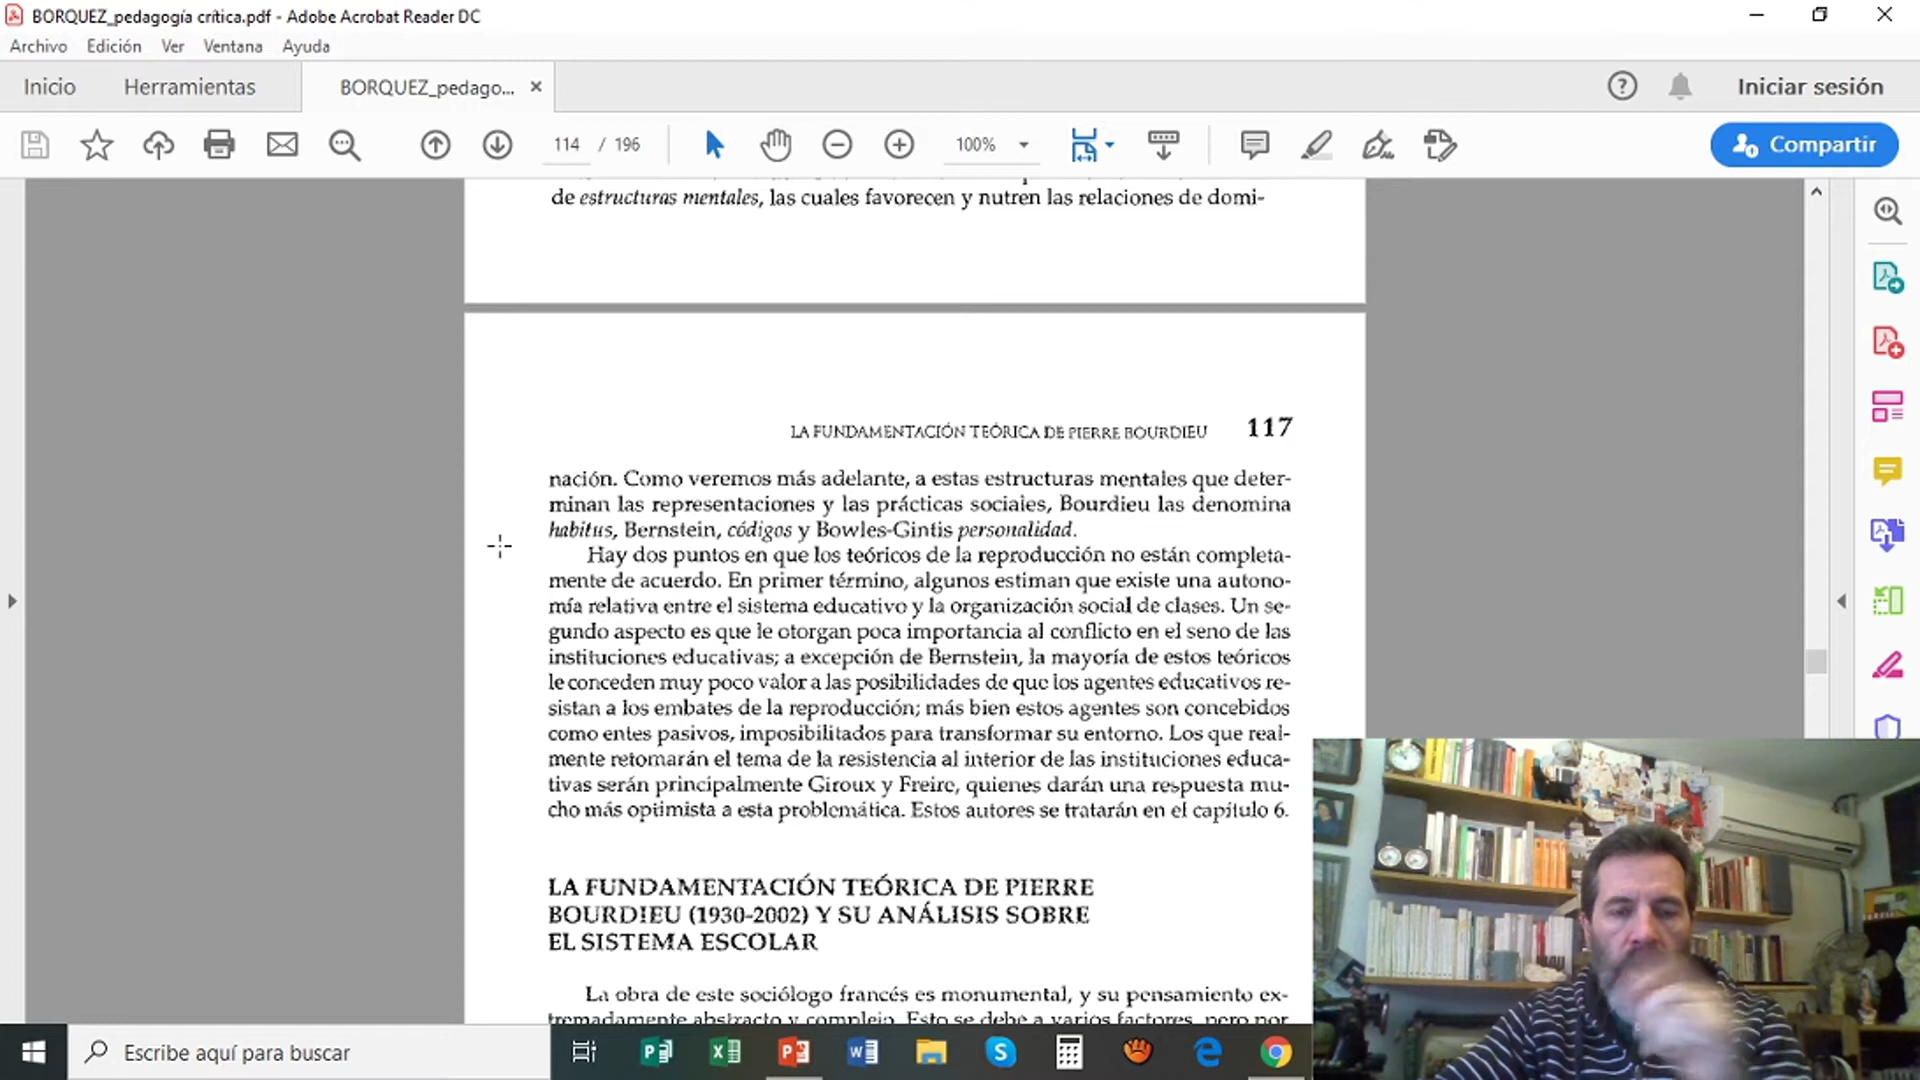 BORQUEZ_pedagogía crítica.pdf - Adobe Acrobat Reader DC
Archivo Edición Ver Ventana Ayuda
Inicio Herramientas BORQUEZ_pedago... Iniciar sesión
114 / 196 100% Compartir
de estructuras mentales, las cuales favorecen y nutren las relaciones de domi-
LA FUNDAMENTACIÓN TEÓRICA DE PIERRE BOURDIEU 117
nación. Como veremos más adelante, a estas estructuras mentales que deter-
minan las representaciones y las prácticas sociales, Bourdieu las denomina
habitus, Bernstein, códigos y Bowles-Gintis personalidad.
Hay dos puntos en que los teóricos de la reproducción no están completa-
mente de acuerdo. En primer término, algunos estiman que existe una autono-
mía relativa entre el sistema educativo y la organización social de clases. Un se-
gundo aspecto es que le otorgan poca importancia al conflicto en el seno de las
instituciones educativas; a excepción de Bernstein, la mayoría de estos teóricos
le conceden muy poco valor a las posibilidades de que los agentes educativos re-
sistan a los embates de la reproducción; más bien estos agentes son concebidos
como entes pasivos, imposibilitados para transformar su entorno. Los que real-
mente retomarán el tema de la resistencia al interior de las instituciones educa-
tivas serán principalmente Giroux y Freire, quienes darán una respuesta mu-
cho más optimista a esta problemática. Estos autores se tratarán en el capítulo 6.
LA FUNDAMENTACIÓN TEÓRICA DE PIERRE
BOURDIEU (1930-2002) Y SU ANÁLISIS SOBRE
EL SISTEMA ESCOLAR
La obra de este sociólogo francés es monumental, y su pensamiento ex-
tremadamente abstracto y complejo. Esto se debe a varios factores, pero por
Escribe aquí para buscar